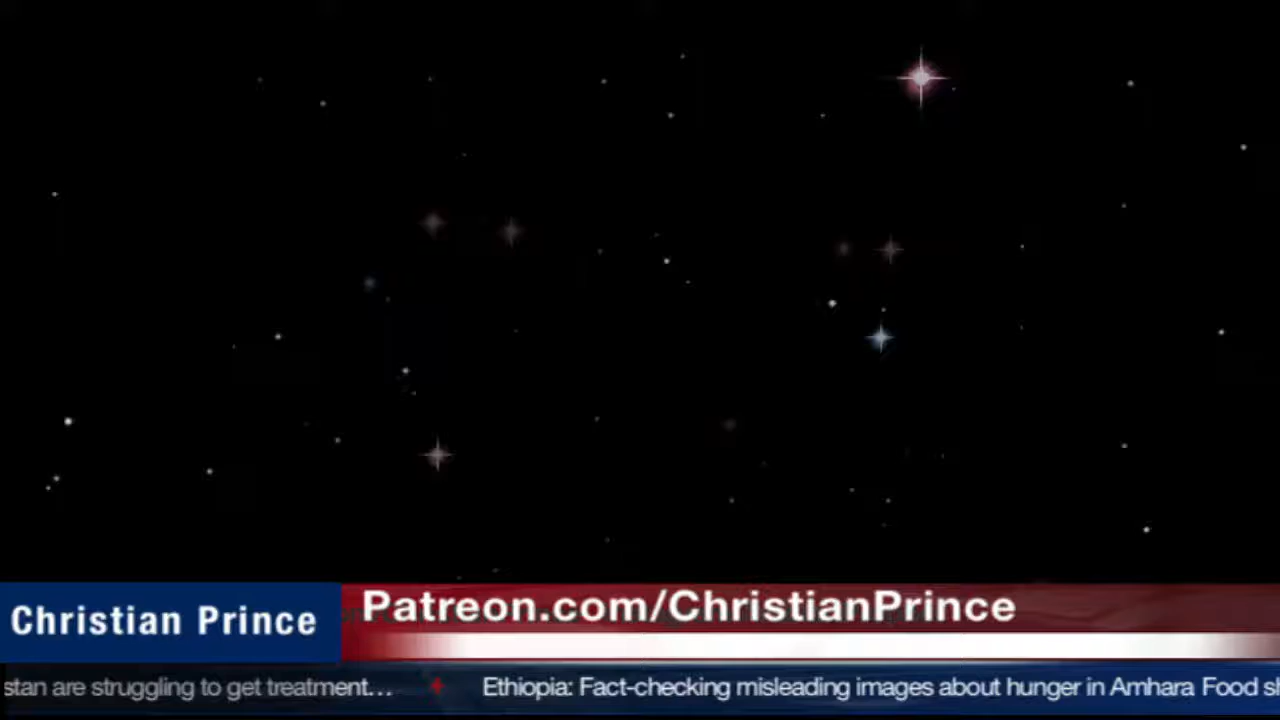 Patreon.com/ChristianPrince
Christian Prince
stan are struggling to get treatment... Ethiopia: Fact-checking misleading images about hunger in Amhara Food sh